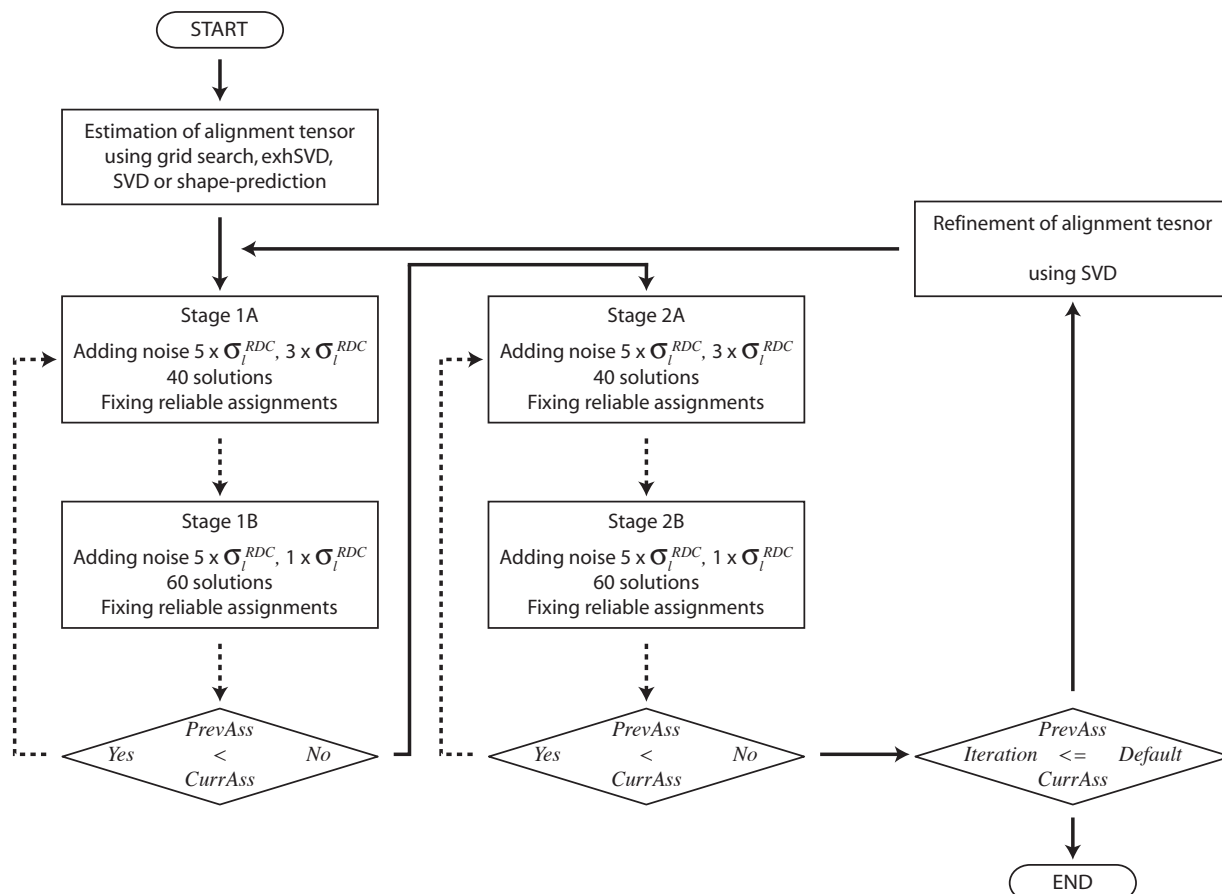 START
Estimation of alignment tensor
using grid search, exhSVD,
SVD or shape-prediction
Refinement of alignment tesnor
using SVD
Stage 1A
Adding noise 5 x σ_l^RDC, 3 x σ_l^RDC
40 solutions
Fixing reliable assignments
Stage 2A
Adding noise 5 x σ_l^RDC, 3 x σ_l^RDC
40 solutions
Fixing reliable assignments
Stage 1B
Adding noise 5 x σ_l^RDC, 1 x σ_l^RDC
60 solutions
Fixing reliable assignments
Stage 2B
Adding noise 5 x σ_l^RDC, 1 x σ_l^RDC
60 solutions
Fixing reliable assignments
PrevAss
Yes < No
CurrAss
PrevAss
Yes < No
CurrAss
PrevAss
Iteration <= Default
CurrAss
END